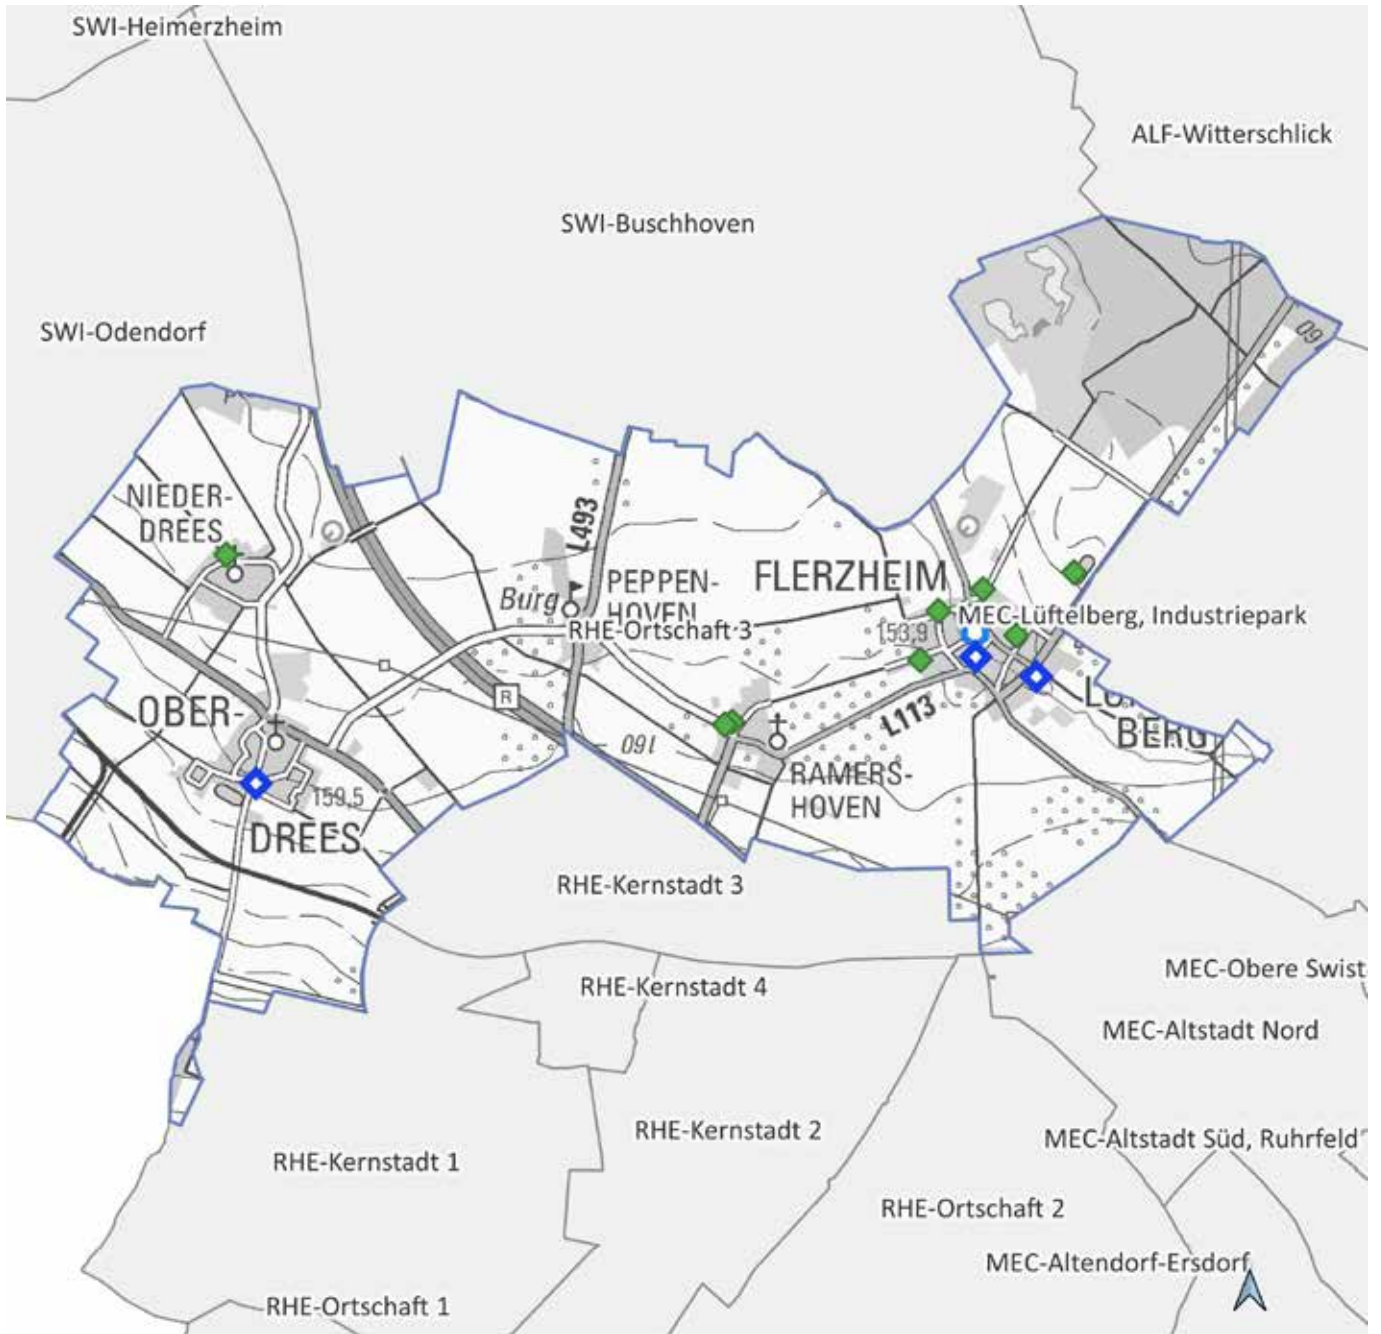 SWI-Heimerzheim
ALF-Witterschlick
SWI-Buschhoven
SWI-Odendorf
60
NIEDER-
DREES
L493
FLERZHEIM
PEPPEN-
HOVEN
Burg
MEC-Lüftelberg, Industriepark
RHE-Ortschaft 3
153,9
R
OBER-
L113
BERG
160
RAMERS-
HOVEN
159,5
DREES
RHE-Kernstadt 3
MEC-Obere Swist
RHE-Kernstadt 4
MEC-Altstadt Nord
RHE-Kernstadt 2
MEC-Altstadt Süd, Ruhrfeld
RHE-Kernstadt 1
RHE-Ortschaft 2
MEC-Altendorf-Ersdorf
RHE-Ortschaft 1